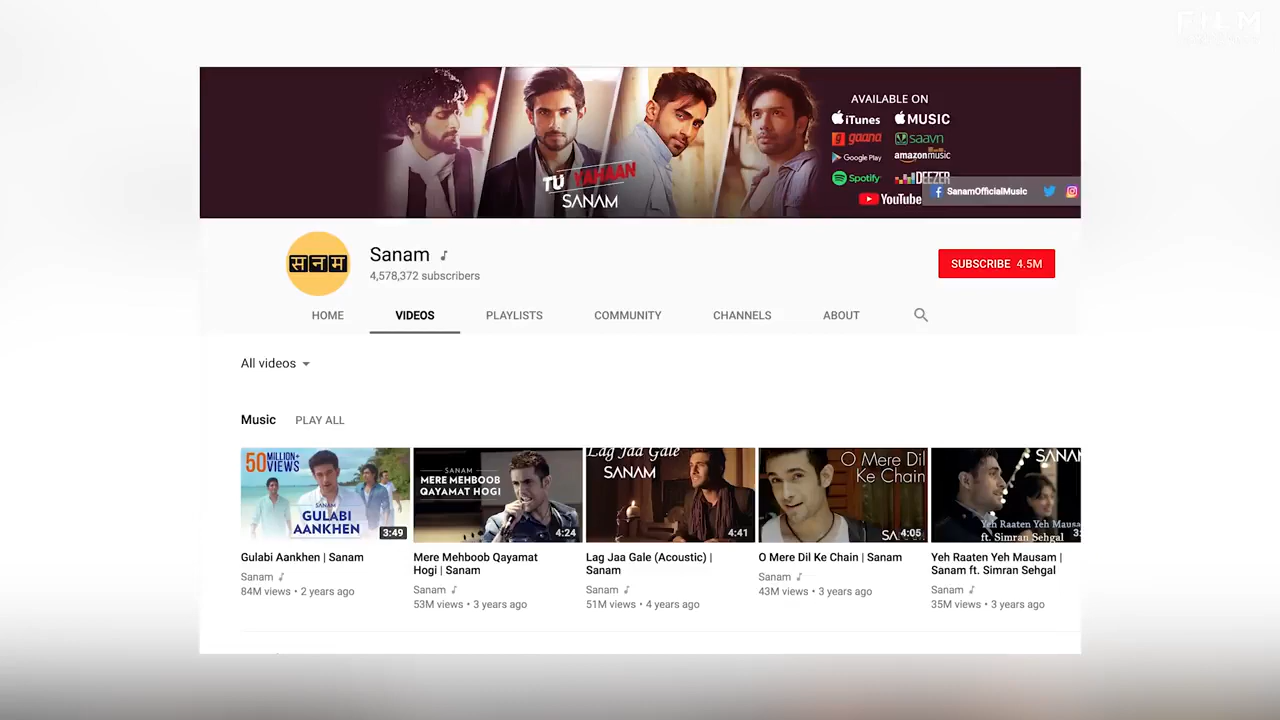 FILM
AVAILABLE ON
iTunes MUSIC
gaana saavn
Google Play amazonmusic
Spotify DEEZER
YouTube SanamOfficialMusic
TU YAMAAN
SANAM
सनम
Sanam
4,578,372 subscribers
SUBSCRIBE 4.5M
HOME VIDEOS PLAYLISTS COMMUNITY CHANNELS ABOUT
All videos
Music PLAY ALL
50 MILLION+ VIEWS
SANAM
GULABI AANKHEN
3:49
SANAM
MERE MEHBOOB
QAYAMAT HOGI
4:24
Lag Jaa Gale
SANAM
4:41
O Mere Dil
Ke Chain
SA
4:05
SANAM
Yeh Raaten Yeh Mausa
ft. Simran Sehgal
3:
Gulabi Aankhen | Sanam
Sanam
84M views • 2 years ago
Mere Mehboob Qayamat
Hogi | Sanam
Sanam
53M views • 3 years ago
Lag Jaa Gale (Acoustic) |
Sanam
Sanam
51M views • 4 years ago
O Mere Dil Ke Chain | Sanam
Sanam
43M views • 3 years ago
Yeh Raaten Yeh Mausam |
Sanam ft. Simran Sehgal
Sanam
35M views • 3 years ago